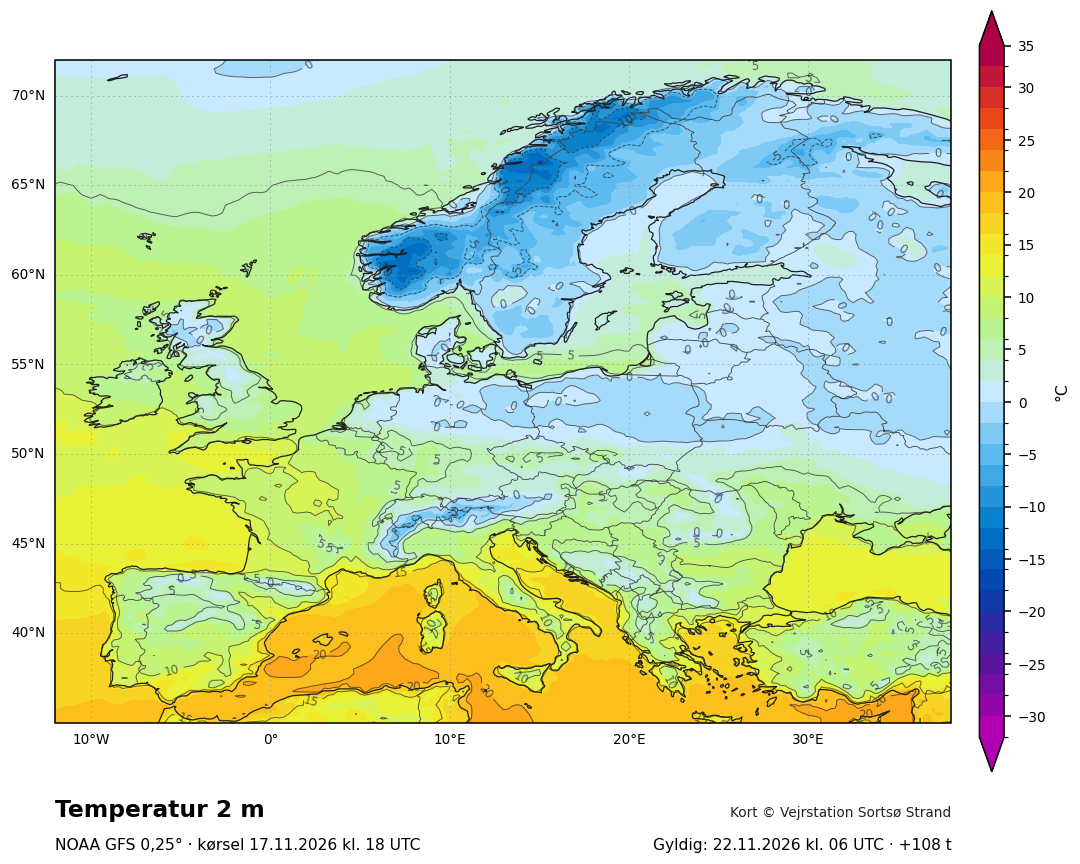 35
30
25
20
15
10
5
0
−5
−10
−15
−20
−25
−30
°C
70°N
65°N
60°N
55°N
50°N
45°N
40°N
10°W 0° 10°E 20°E 30°E
Temperatur 2 m
Kort © Vejrstation Sortsø Strand
NOAA GFS 0,25° · kørsel 17.11.2026 kl. 18 UTC
Gyldig: 22.11.2026 kl. 06 UTC · +108 t